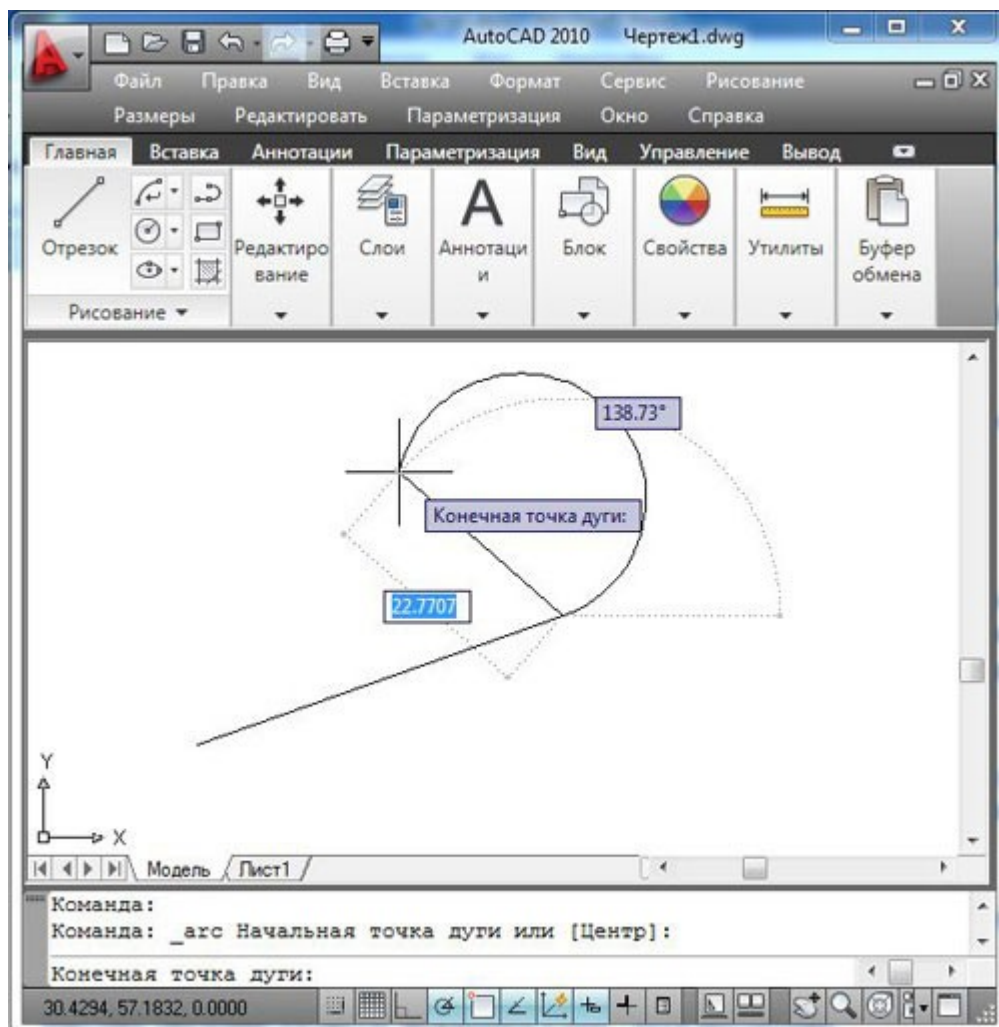 AutoCAD 2010 Чертеж1.dwg
Файл Правка Вид Вставка Формат Сервис Рисование
Размеры Редактировать Параметризация Окно Справка
Главная Вставка Аннотации Параметризация Вид Управление Вывод
Отрезок
Редактиро
вание
Слои
Аннотаци
и
Блок
Свойства
Утилиты
Буфер
обмена
Рисование
138.73°
Конечная точка дуги:
22.7707
Y
X
Модель Лист1
Команда:
Команда: _arc Начальная точка дуги или [Центр]:
Конечная точка дуги:
30.4294, 57.1832, 0.0000